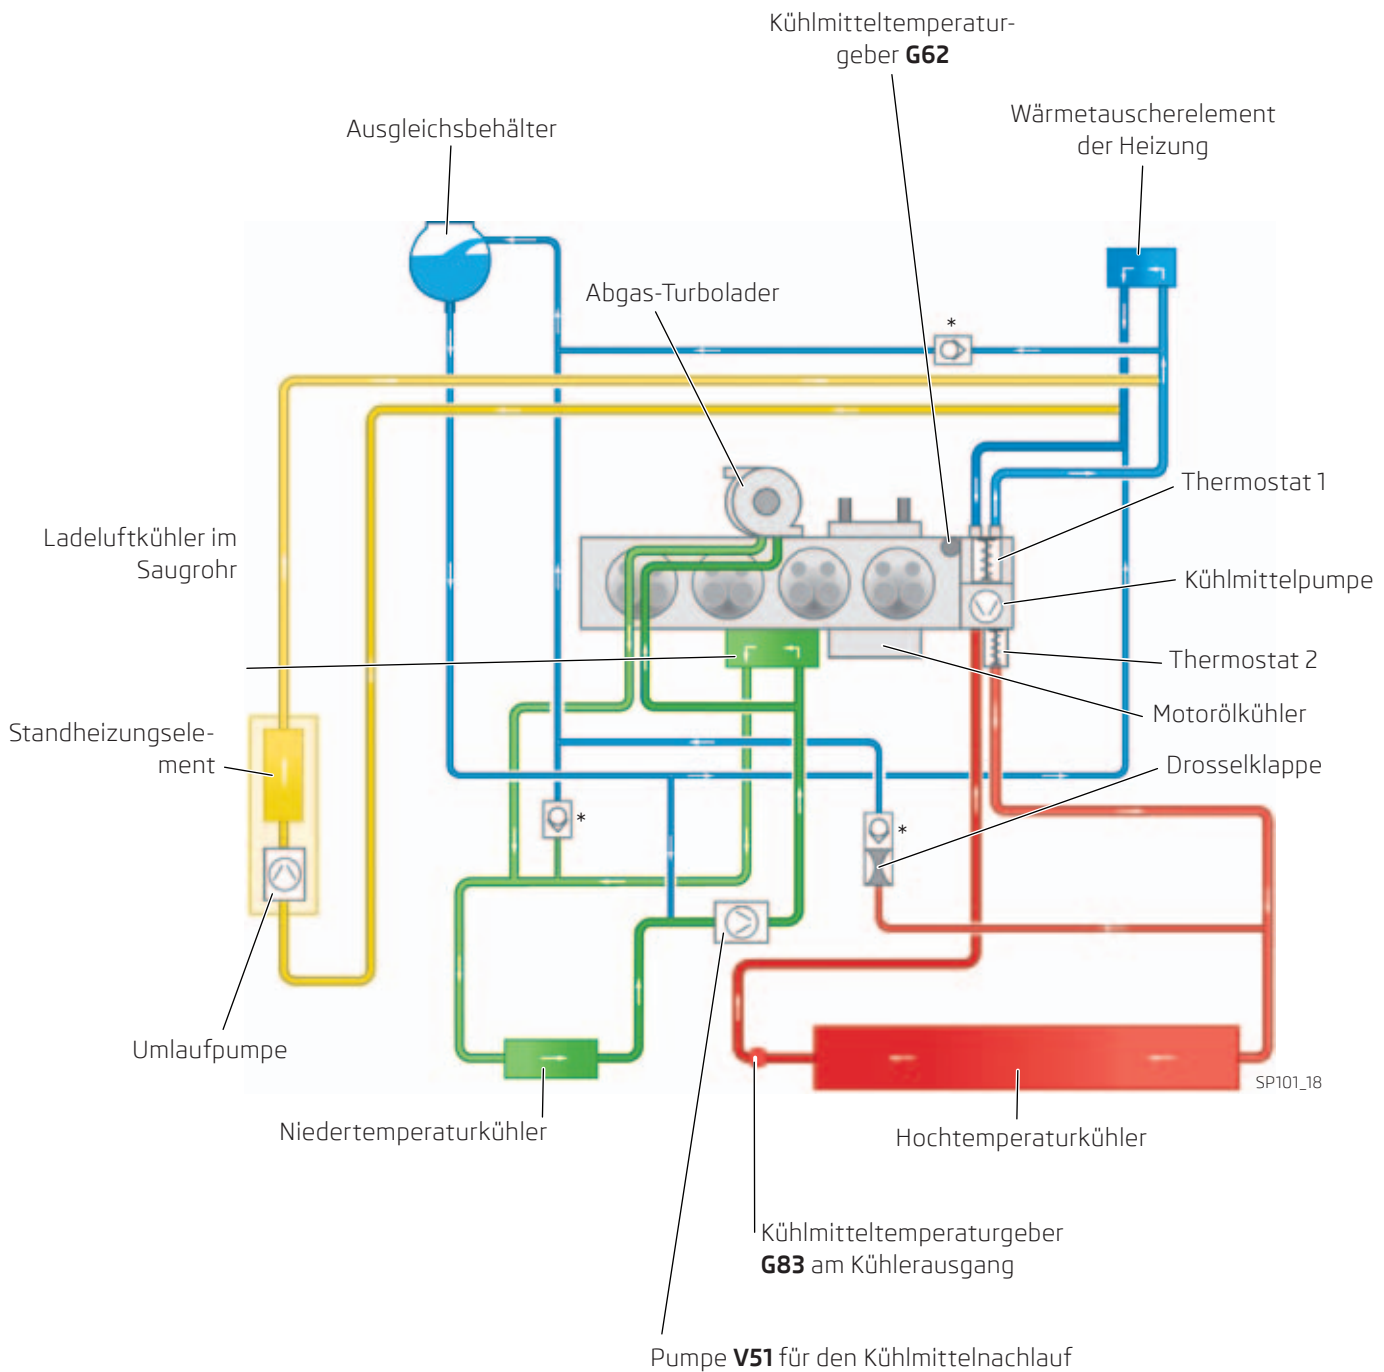 Kühlmitteltemperatur-
geber G62
Wärmetauscherelement
der Heizung
Ausgleichsbehälter
Abgas-Turbolader
*
Thermostat 1
Ladeluftkühler im
Saugrohr
Kühlmittelpumpe
Thermostat 2
Motorölkühler
Standheizungsele-
ment
Drosselklappe
*
*
Umlaufpumpe
SP101_18
Niedertemperaturkühler
Hochtemperaturkühler
Kühlmitteltemperaturgeber
G83 am Kühlerausgang
Pumpe V51 für den Kühlmittelnachlauf